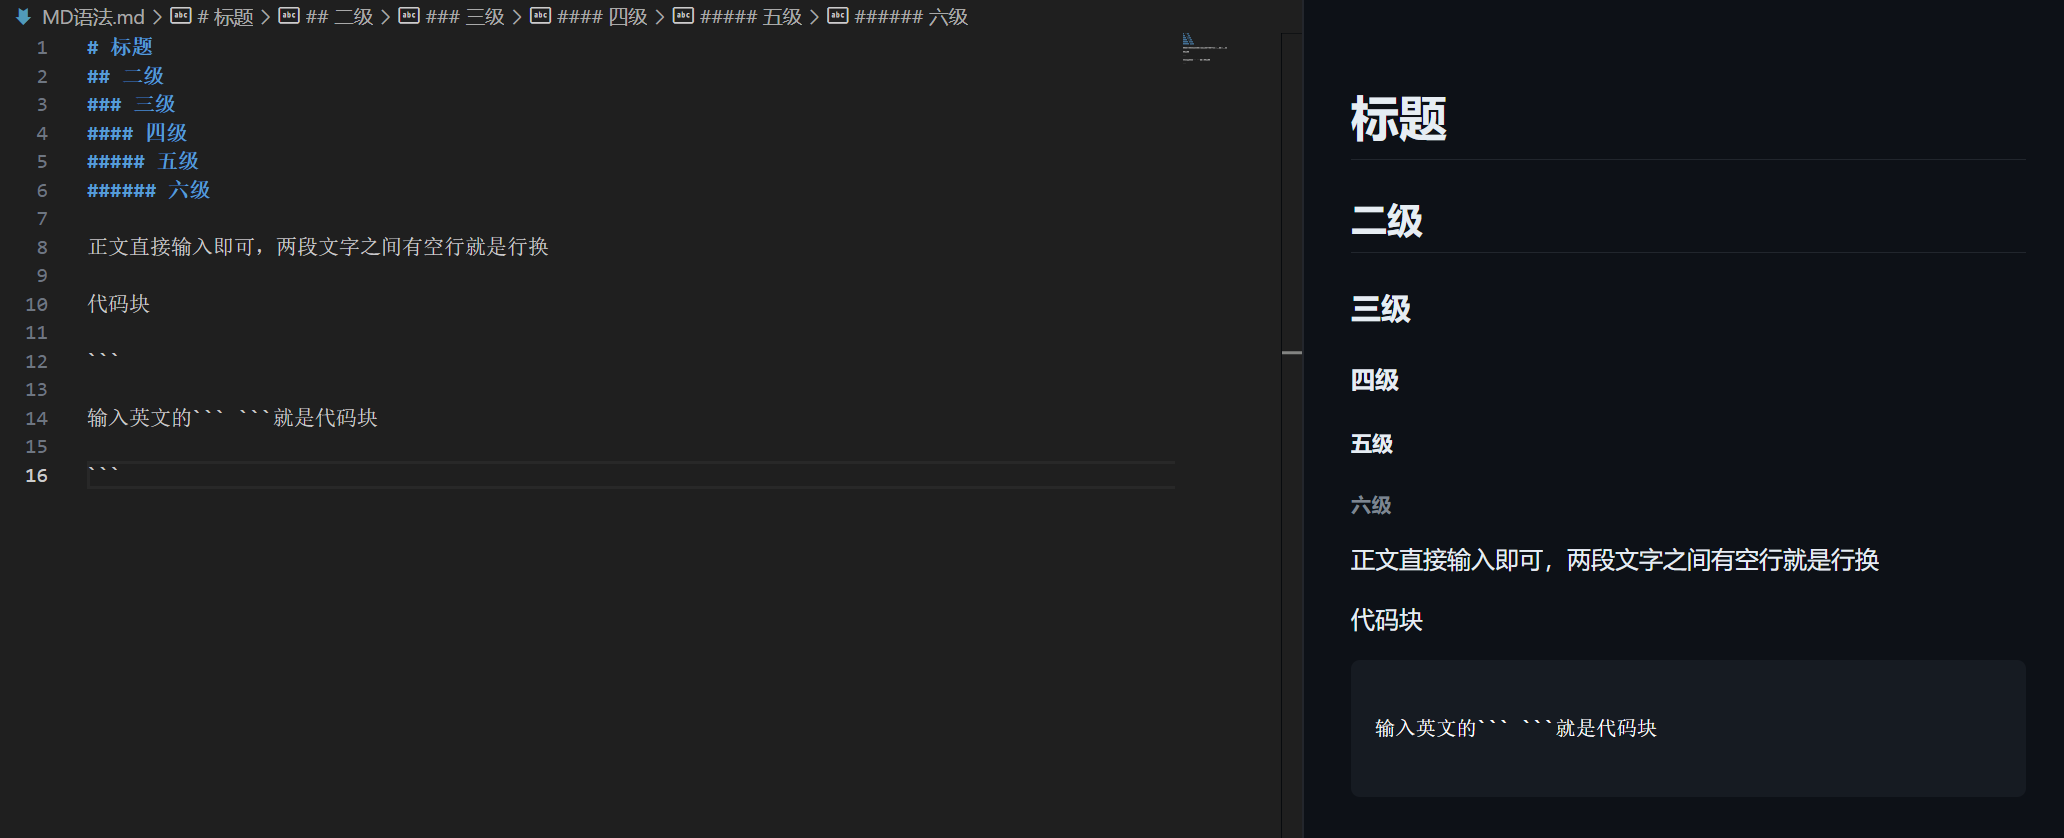 MD语法.md > # 标题 > ## 二级 > ### 三级 > #### 四级 > ##### 五级 > ###### 六级
1 # 标题
2 ## 二级
3 ### 三级
4 #### 四级
5 ##### 五级
6 ###### 六级
7
8 正文直接输入即可，两段文字之间有空行就是行换
9
10 代码块
11
12 ```
13
14 输入英文的``` ```就是代码块
15
16 ```
标题
二级
三级
四级
五级
六级
正文直接输入即可，两段文字之间有空行就是行换
代码块
输入英文的``` ```就是代码块